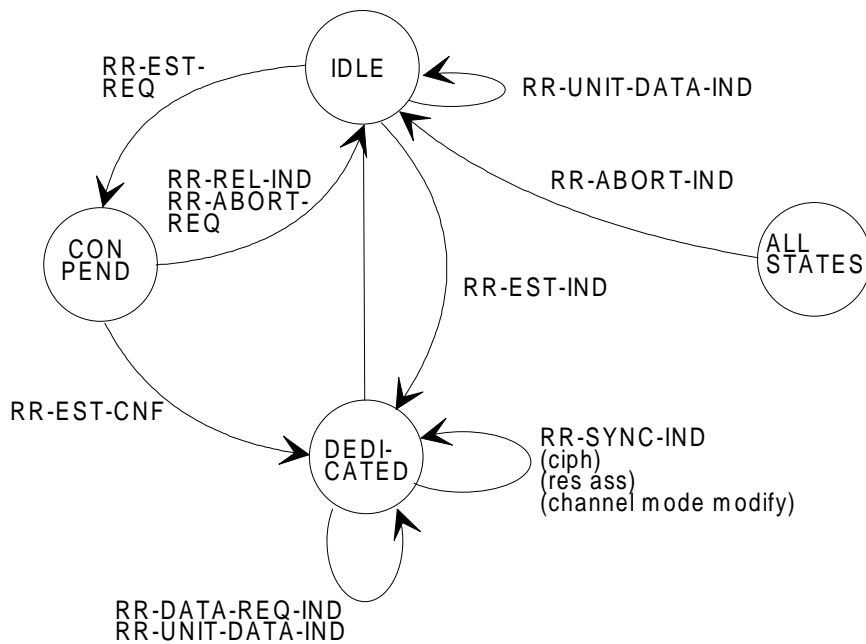 IDLE
RR-EST-
REQ
RR-UNIT-DATA-IND
RR-REL-IND
RR-ABORT-
REQ
RR-ABORT-IND
CON
PEND
ALL
STATES
RR-EST-IND
RR-EST-CNF
DEDI-
CATED
RR-SYNC-IND
(ciph)
(res ass)
(channel mode modify)
RR-DATA-REQ-IND
RR-UNIT-DATA-IND